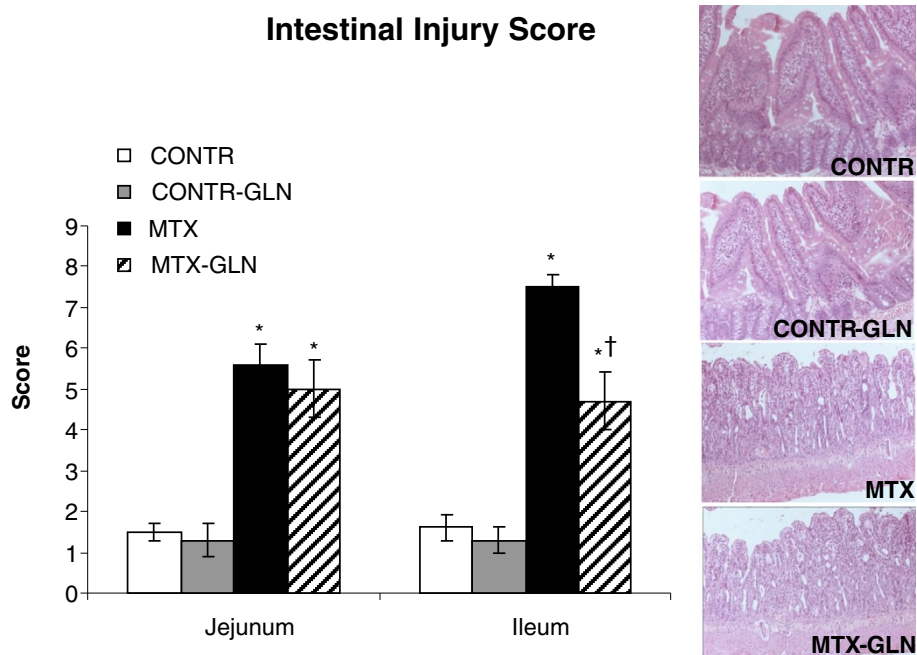 Intestinal Injury Score
CONTR
CONTR-GLN
MTX
MTX-GLN
9
8
7
6
5
4
3
2
1
0
Score
*
*
*
*†
Jejunum
Ileum
CONTR
CONTR-GLN
MTX
MTX-GLN